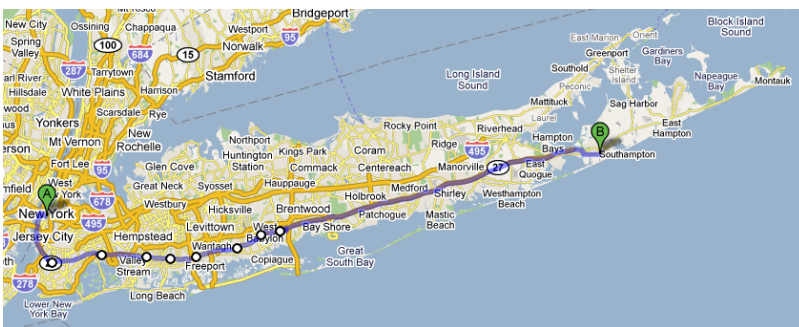 Bridgeport
Block Island
Sound
New City
Ossining
Chappaqua
Westport
95
Spring
Valley
100
684
Norwalk
15
East Marion
Orient
Greenport
Gardiners
Bay
287
Tarrytown
Stamford
Long Island
Sound
Southold
Shelter
Island
Napeague
Bay
Montauk
Hillsdale
White Plains
Harrison
Peconic
Mattituck
Sag Harbor
Scarsdale
Rye
Laurel
Yonkers
New
Rochelle
Rocky Point
Riverhead
East
Hampton
Mt Vernon
Northport
Hampton
Bays
B
Fort Lee
95
Huntington
Station
Kings Park
Coram
Ridge
495
Southampton
Glen Cove
Commack
Centereach
Manorville
27
East
Quogue
A
West
York
Great Neck
Syosset
Hauppauge
Medford
Shirley
Westhampton
Beach
New York
678
Westbury
Holbrook
495
Hicksville
Brentwood
Patchogue
Mastic
Beach
Jersey City
Hempstead
Levittown
West
Babylon
Bay Shore
Wantagh
Great
South Bay
Valley
Stream
Freeport
Copiague
278
Long Beach
Lower New
York Bay